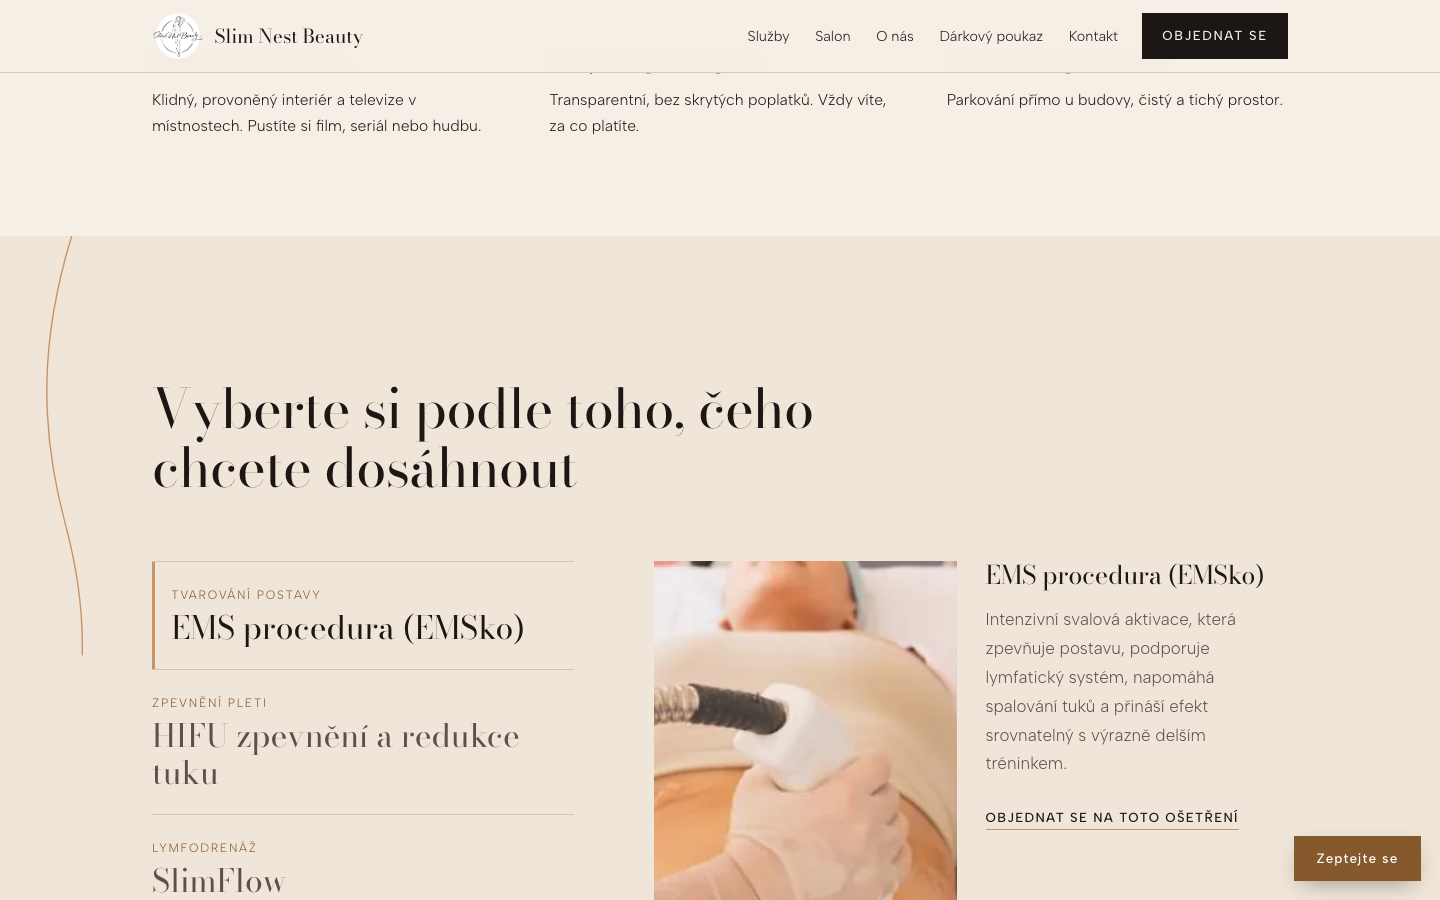 Slim Nest Beauty
Služby Salon O nás Dárkový poukaz Kontakt OBJEDNAT SE
Klidný, provoněný interiér a televize v
místnostech. Pustíte si film, seriál nebo hudbu.
Transparentní, bez skrytých poplatků. Vždy víte,
za co platíte.
Parkování přímo u budovy, čistý a tichý prostor.
Vyberte si podle toho, čeho
chcete dosáhnout
TVAROVÁNÍ POSTAVY
EMS procedura (EMSko)
ZPEVNĚNÍ PLETI
HIFU zpevnění a redukce
tuku
LYMFODRENÁŽ
SlimFlow
EMS procedura (EMSko)
Intenzivní svalová aktivace, která
zpevňuje postavu, podporuje
lymfatický systém, napomáhá
spalování tuků a přináší efekt
srovnatelný s výrazně delším
tréninkem.
OBJEDNAT SE NA TOTO OŠETŘENÍ
Zeptejte se